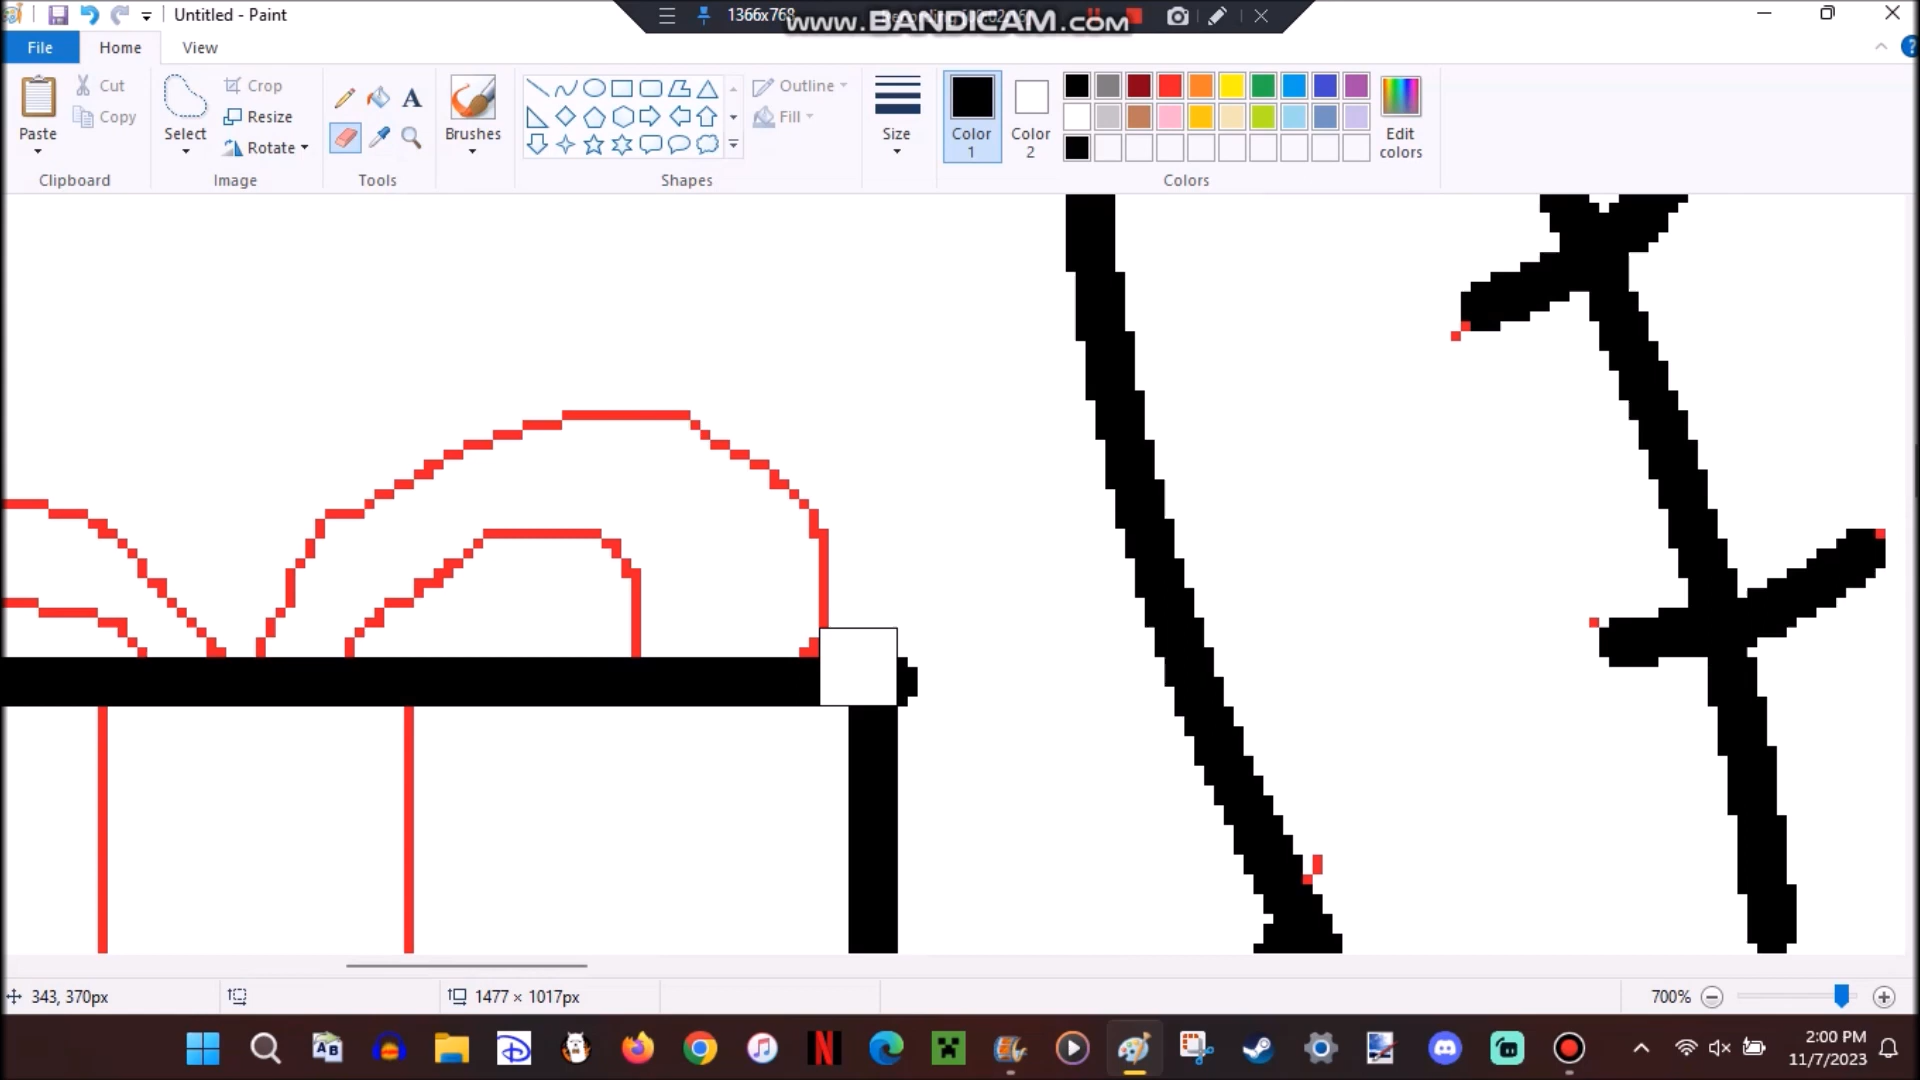 Untitled - Paint
1366x768
www.BANDICAM.com
File
Home
View
Paste
Cut
Copy
Clipboard
Select
Crop
Resize
Rotate
Image
A
Tools
Brushes
Shapes
Outline
Fill
Size
Color 1
Color 2
Colors
Edit colors
343, 370px
1477 × 1017px
700%
2:00 PM
11/7/2023